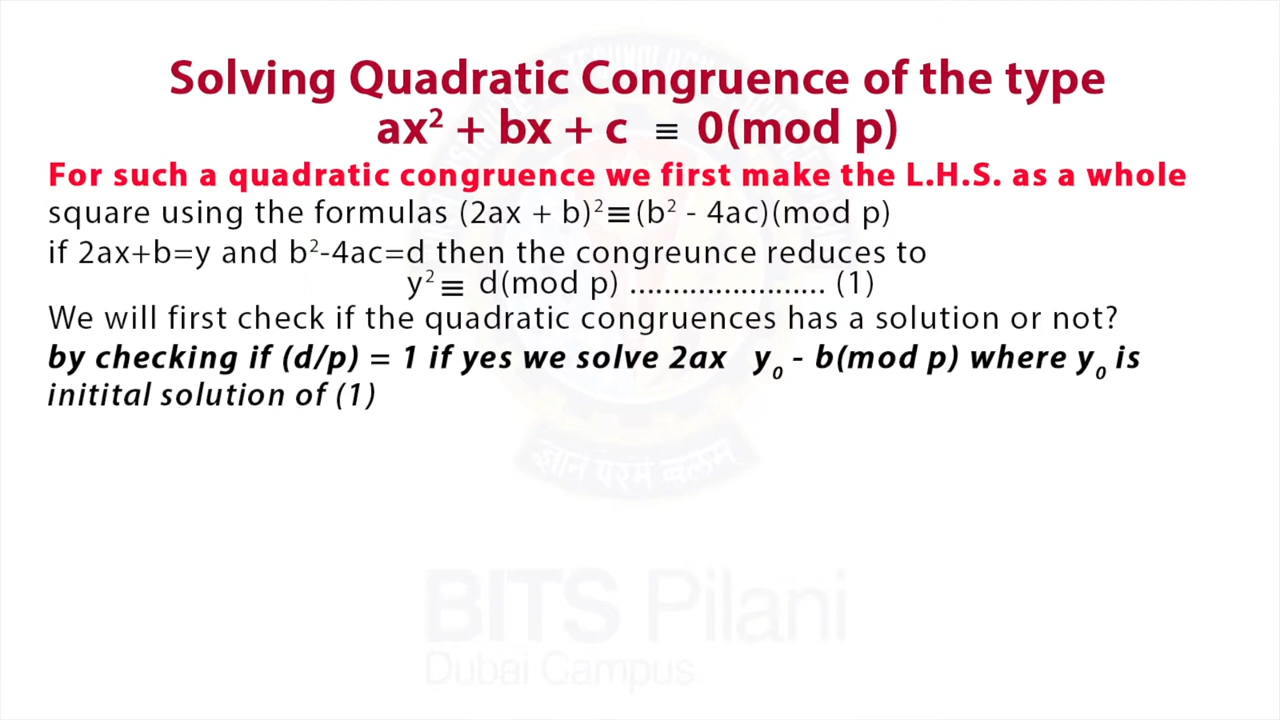 Solving Quadratic Congruence of the type
ax² + bx + c ≡ 0(mod p)
For such a quadratic congruence we first make the L.H.S. as a whole
square using the formulas (2ax + b)²≡(b² - 4ac)(mod p)
if 2ax+b=y and b²-4ac=d then the congreunce reduces to
y²≡ d(mod p) ...................... (1)
We will first check if the quadratic congruences has a solution or not?
by checking if (d/p) = 1 if yes we solve 2ax y₀ - b(mod p) where y₀ is
initital solution of (1)
ज्ञानं परमं बलम्
BITS Pilani
Dubai Campus